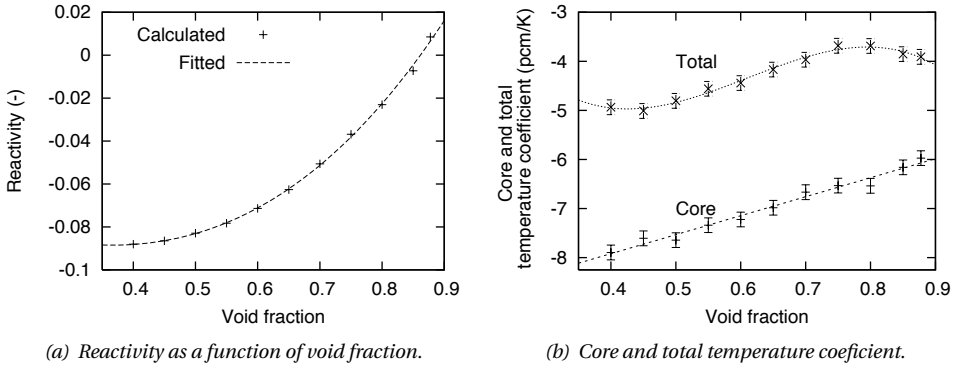 0.02
0
-0.02
-0.04
-0.06
-0.08
-0.1
Reactivity (-)
Calculated
Fitted
0.4 0.5 0.6 0.7 0.8 0.9
Void fraction
(a) Reactivity as a function of void fraction.
-3
-4
-5
-6
-7
-8
Core and total
temperature coefficient (pcm/K)
Total
Core
0.4 0.5 0.6 0.7 0.8 0.9
Void fraction
(b) Core and total temperature coeficient.